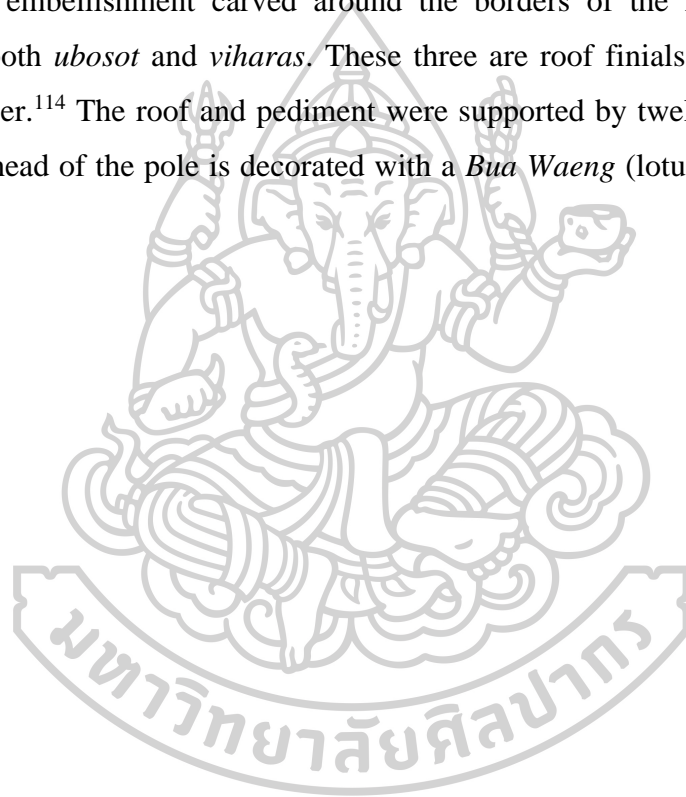 embellishment carved around the borders of the
both ubosot and viharas. These three are roof finials
er.114 The roof and pediment were supported by twel
head of the pole is decorated with a Bua Waeng (lotu
มหาวิทยาลัยศิลปากร